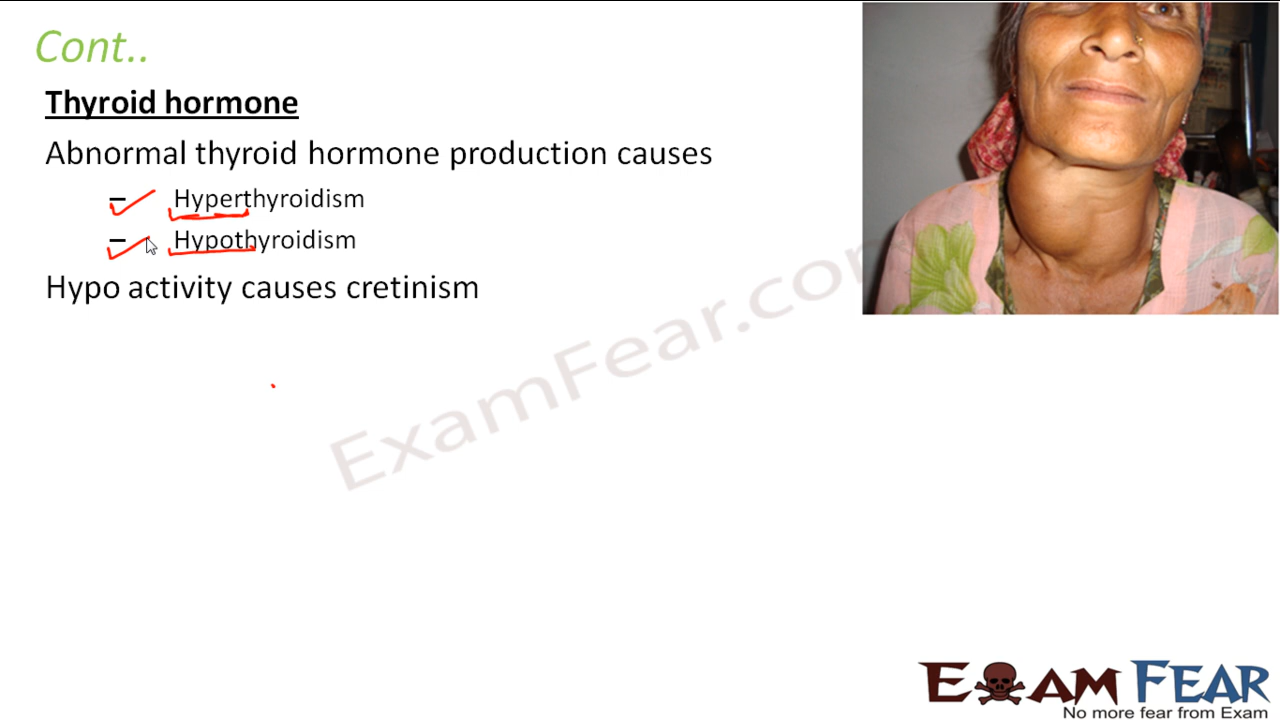 Cont..
Thyroid hormone
Abnormal thyroid hormone production causes
– Hyperthyroidism
– Hypothyroidism
Hypo activity causes cretinism
ExamFear.co
EXAM FEAR
No more fear from Exam